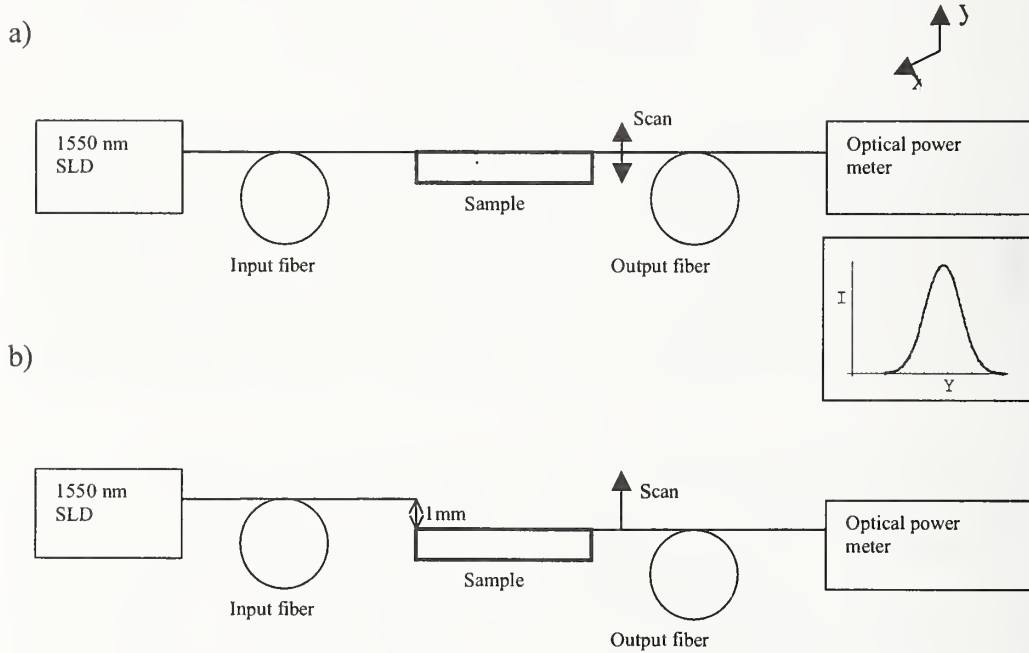 a)
y
x
1550 nm
SLD
Scan
Optical power
meter
Sample
Input fiber
Output fiber
I
Y
b)
1550 nm
SLD
1mm
Scan
Optical power
meter
Sample
Input fiber
Output fiber